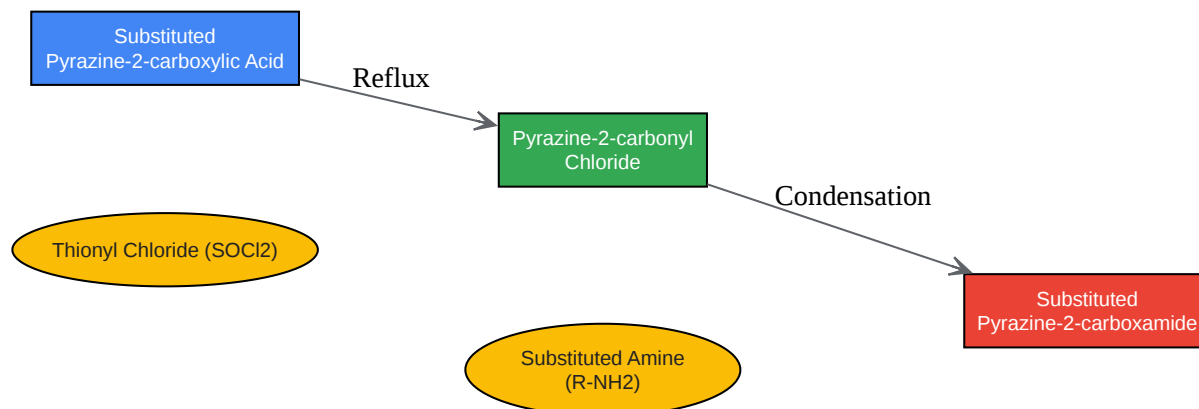 Substituted
Pyrazine-2-carboxylic Acid
Reflux
Pyrazine-2-carbonyl
Chloride
Condensation
Thionyl Chloride (SOCl2)
Substituted
Pyrazine-2-carboxamide
Substituted Amine
(R-NH2)